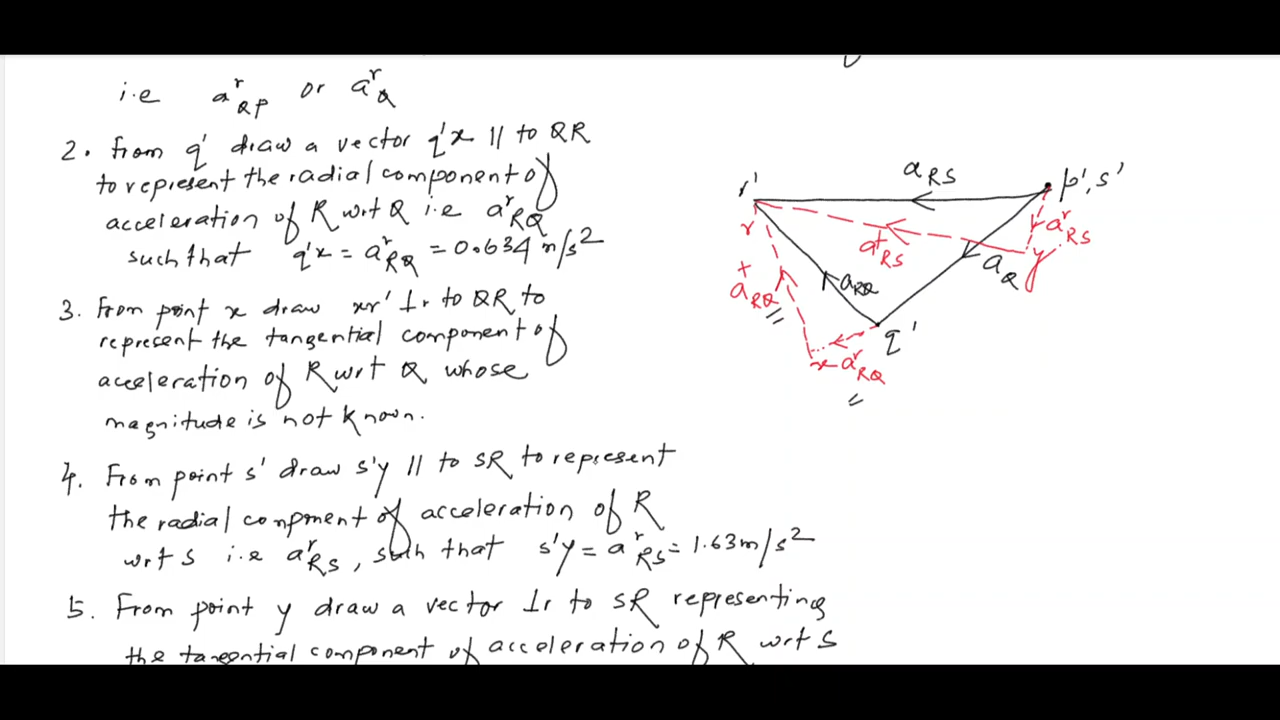 i.e a^r_QP or a^r_Q
2. From q' draw a vector q'x || to QR
to represent the radial component of
acceleration of R wrt Q i.e a^r_RQ
such that q'x = a^r_RQ = 0.634 m/s²
3. From point x draw xr' ⊥r to QR to
represent the tangential component of
acceleration of R wrt Q whose
magnitude is not known.
4. From point s' draw s'y || to SR to represent
the radial component of acceleration of R
wrt S i.e a^r_RS, such that s'y = a^r_RS = 1.63 m/s²
5. From point y draw a vector ⊥r to SR representing
the tangential component of acceleration of R wrt S
r'
a_RS
p', s'
r
a^t_RS
a^r_RS
y
a_Q
a^t_RQ
a_RQ
q'
x
a^r_RQ